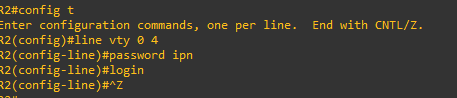 R2#config t
Enter configuration commands, one per line.  End with CNTL/Z.
R2(config)#line vty 0 4
R2(config-line)#password ipn
R2(config-line)#login
R2(config-line)#^Z